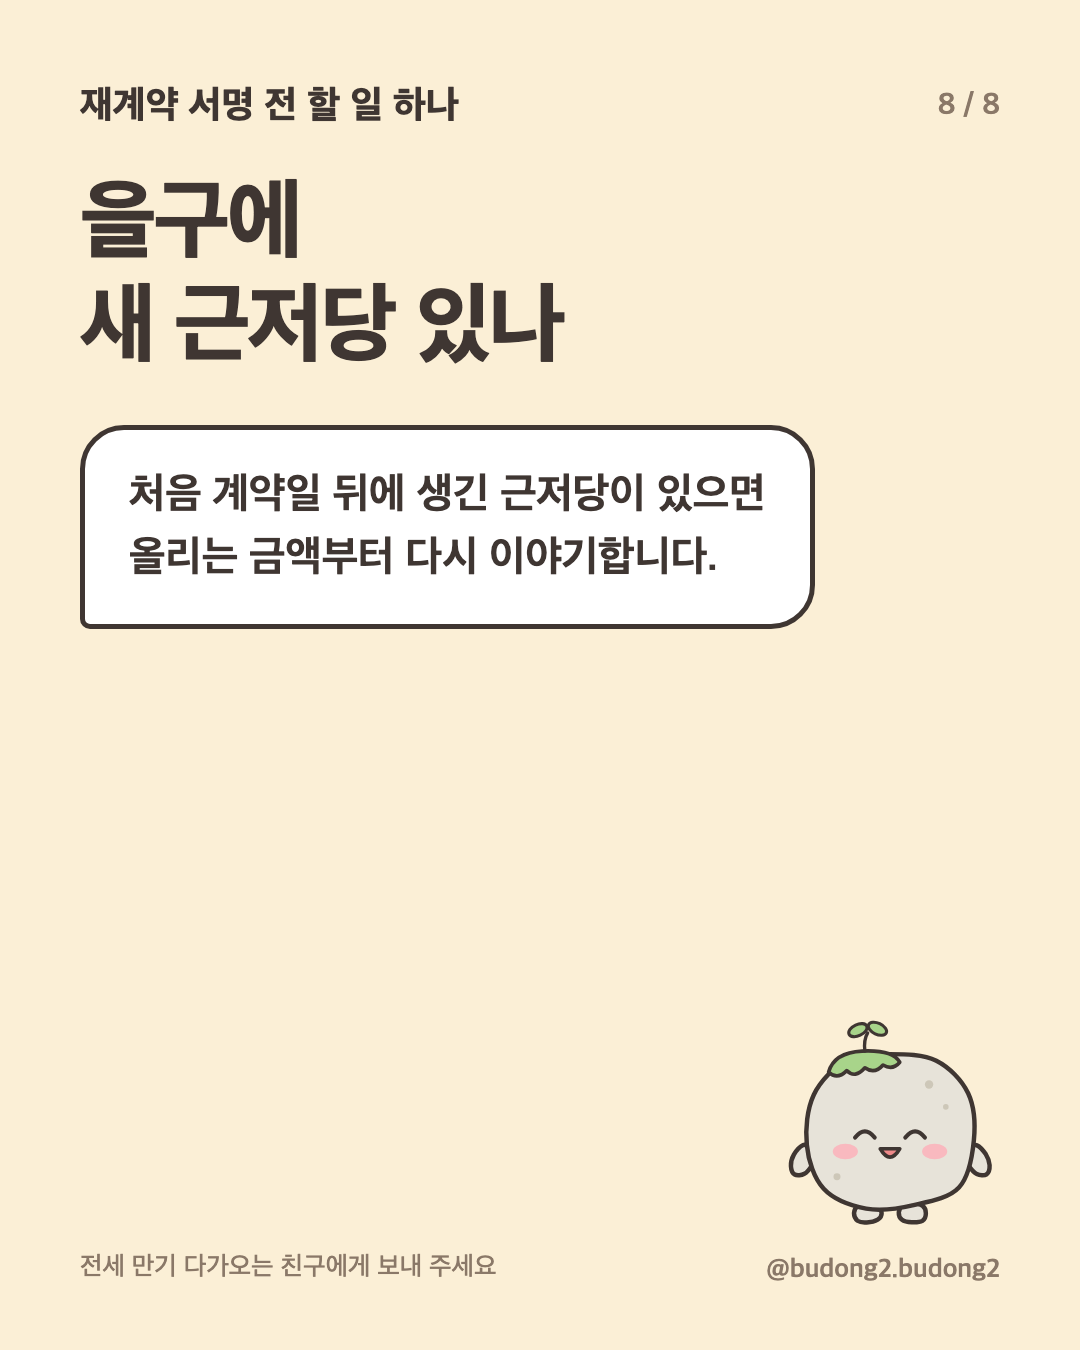 재계약 서명 전 할 일 하나
8 / 8
을구에
새 근저당 있나
처음 계약일 뒤에 생긴 근저당이 있으면
올리는 금액부터 다시 이야기합니다.
전세 만기 다가오는 친구에게 보내 주세요
@budong2.budong2